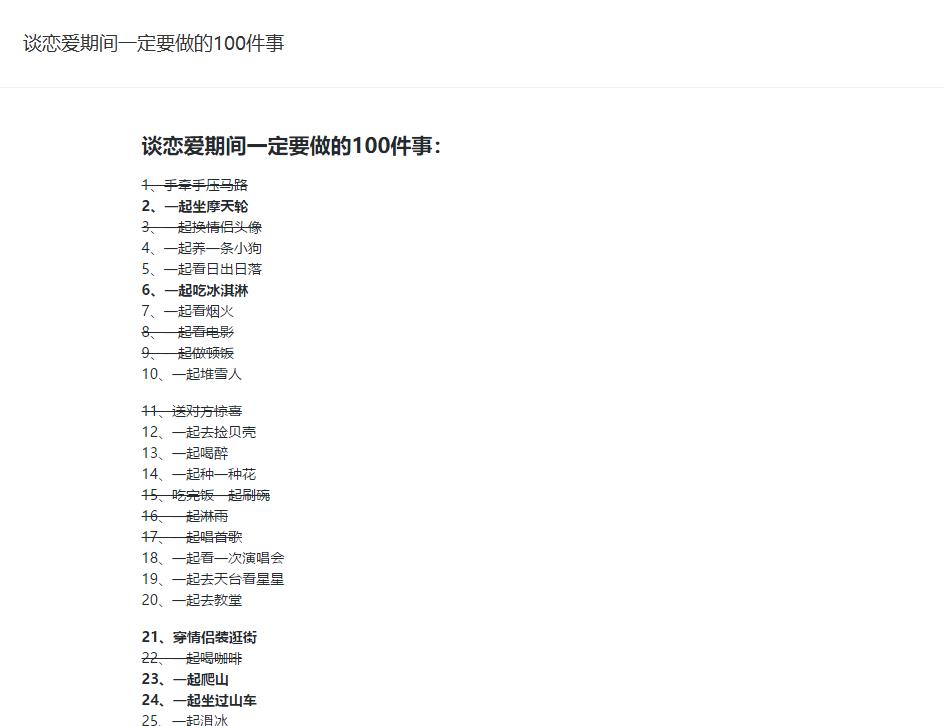 谈恋爱期间一定要做的100件事
谈恋爱期间一定要做的100件事：
1、手牵手压马路
2、一起坐摩天轮
3、一起换情侣头像
4、一起养一条小狗
5、一起看日出日落
6、一起吃冰淇淋
7、一起看烟火
8、一起看电影
9、一起做顿饭
10、一起堆雪人
11、送对方惊喜
12、一起去捡贝壳
13、一起喝醉
14、一起种一种花
15、吃完饭一起刷碗
16、一起淋雨
17、一起唱首歌
18、一起看一次演唱会
19、一起去天台看星星
20、一起去教堂
21、穿情侣装逛街
22、一起喝咖啡
23、一起爬山
24、一起坐过山车
25、一起溜冰